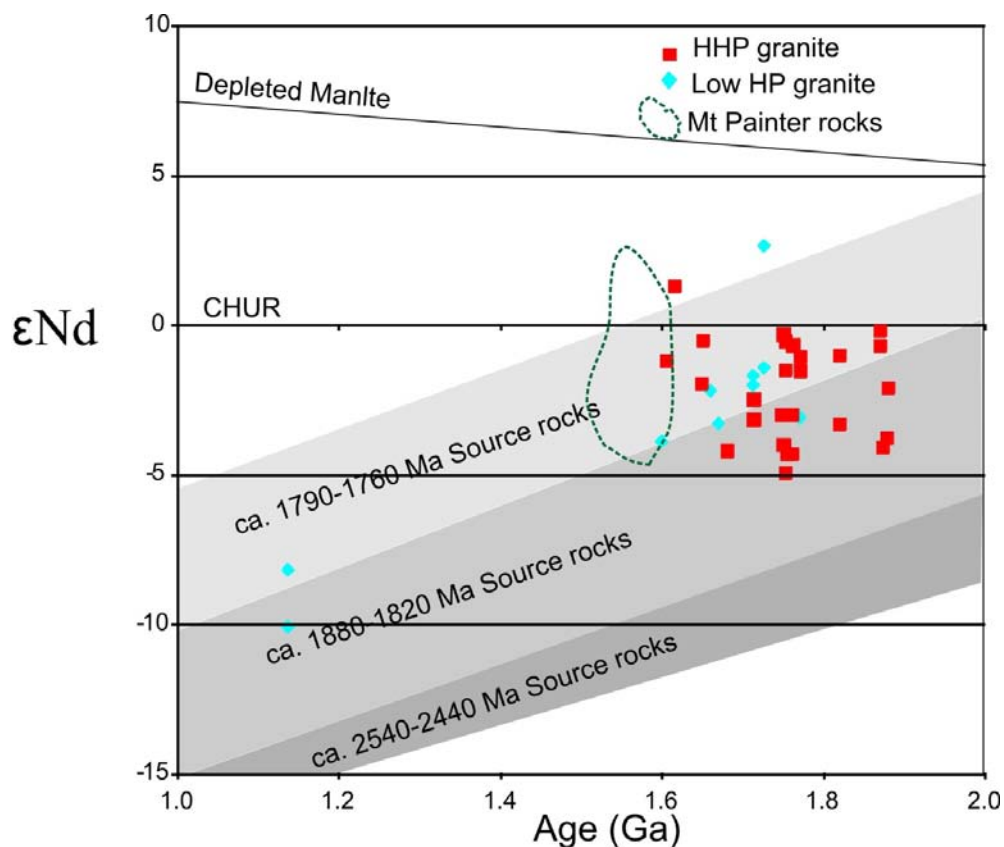 10
HHP granite
Low HP granite
Mt Painter rocks
Depleted Manlte
5
CHUR
0
εNd
ca. 1790-1760 Ma Source rocks
-5
ca. 1880-1820 Ma Source rocks
-10
ca. 2540-2440 Ma Source rocks
-15
1.0 1.2 1.4 1.6 1.8 2.0
Age (Ga)